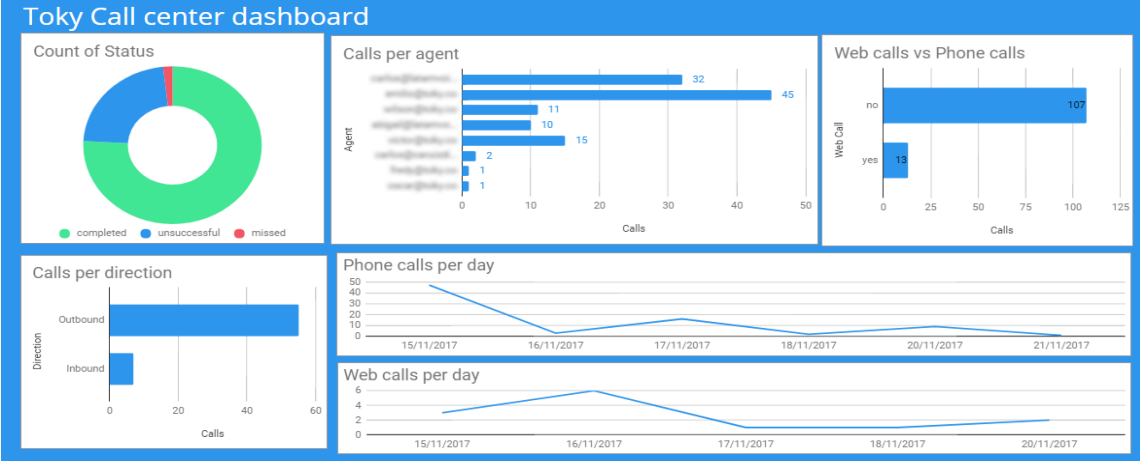 Toky Call center dashboard
Count of Status
completed unsuccessful missed
Calls per agent
Agent
32
45
11
10
15
2
1
1
0 10 20 30 40 50
Calls
Web calls vs Phone calls
Web Call
no 107
yes 13
0 25 50 75 100 125
Calls
Calls per direction
Direction
Outbound
Inbound
0 20 40 60
Calls
Phone calls per day
50
40
30
20
10
0
15/11/2017 16/11/2017 17/11/2017 18/11/2017 20/11/2017 21/11/2017
Web calls per day
6
4
2
0
15/11/2017 16/11/2017 17/11/2017 18/11/2017 20/11/2017